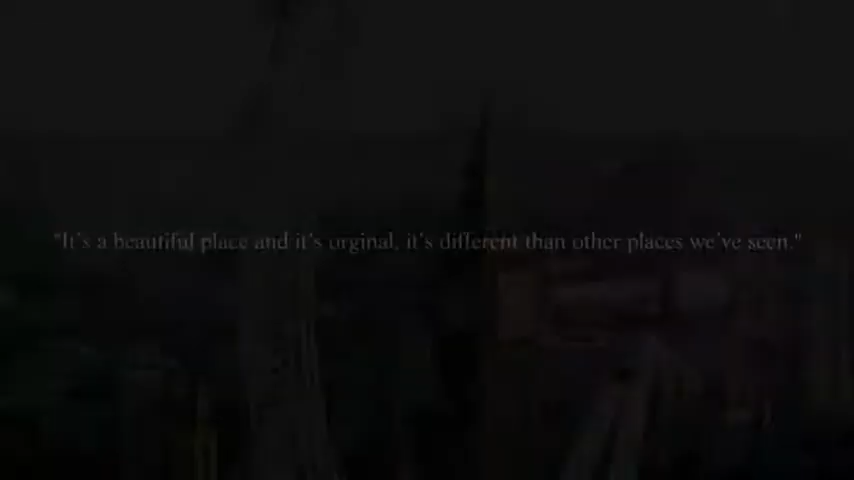 "It's a beautiful place and it's orginal, it's different than other places we've seen."